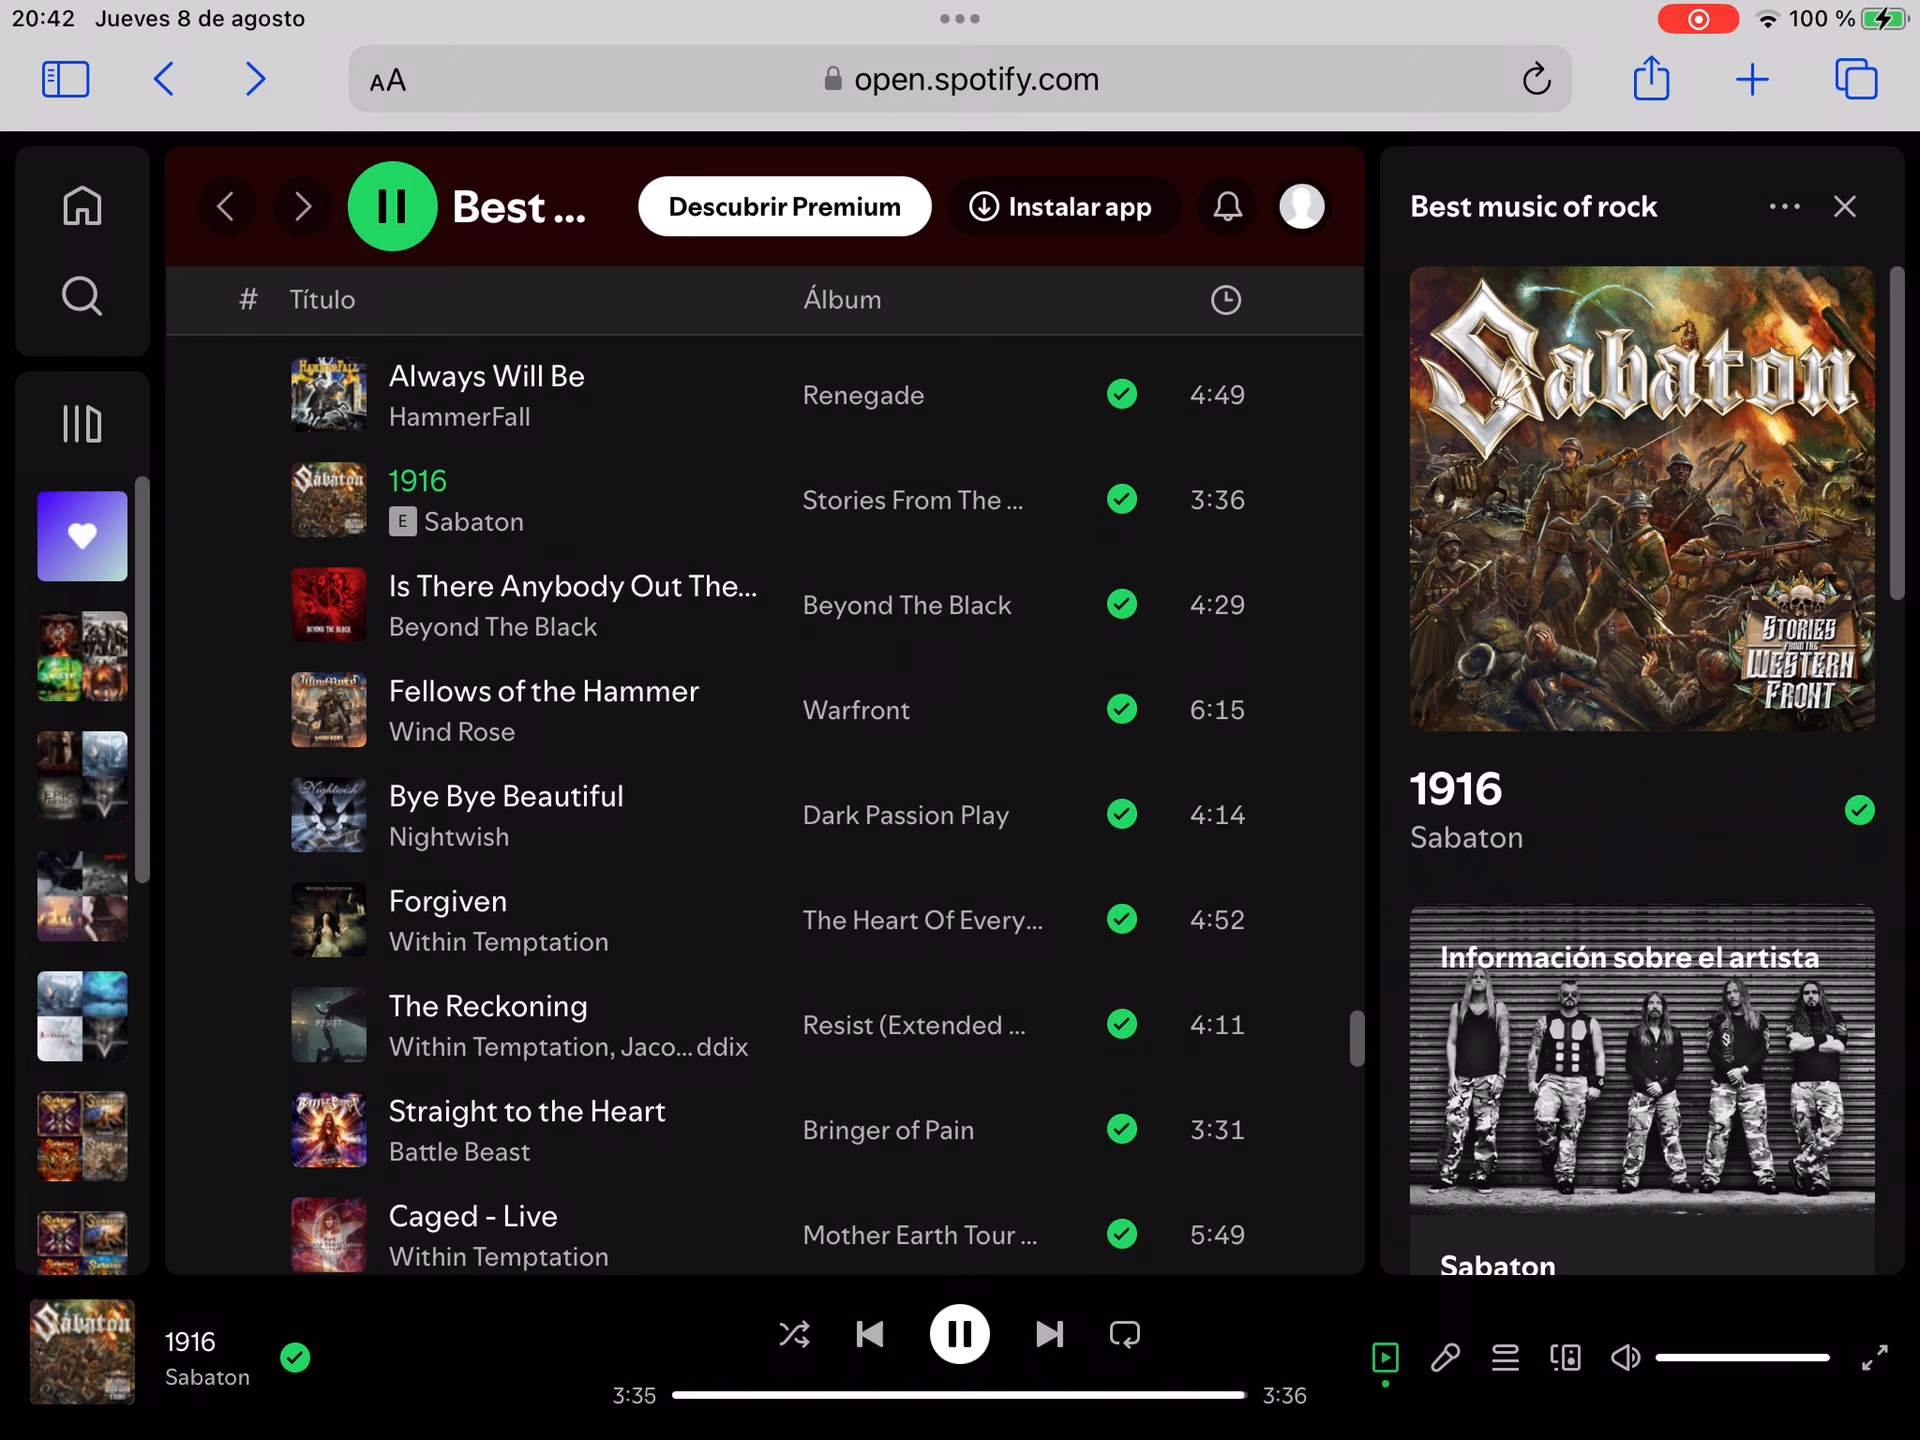 20:42 Jueves 8 de agosto
100 %
AA
open.spotify.com
Best ...
Descubrir Premium
Instalar app
# Título
Álbum
Always Will Be
HammerFall
Renegade
4:49
1916
E Sabaton
Stories From The ...
3:36
Is There Anybody Out The...
Beyond The Black
Beyond The Black
4:29
Fellows of the Hammer
Wind Rose
Warfront
6:15
Bye Bye Beautiful
Nightwish
Dark Passion Play
4:14
Forgiven
Within Temptation
The Heart Of Every...
4:52
The Reckoning
Within Temptation, Jaco... ddix
Resist (Extended ...
4:11
Straight to the Heart
Battle Beast
Bringer of Pain
3:31
Caged - Live
Within Temptation
Mother Earth Tour ...
5:49
Best music of rock
Sabaton
STORIES
FROM THE
WESTERN
FRONT
1916
Sabaton
Información sobre el artista
Sabaton
Sabaton
1916
Sabaton
3:35
3:36